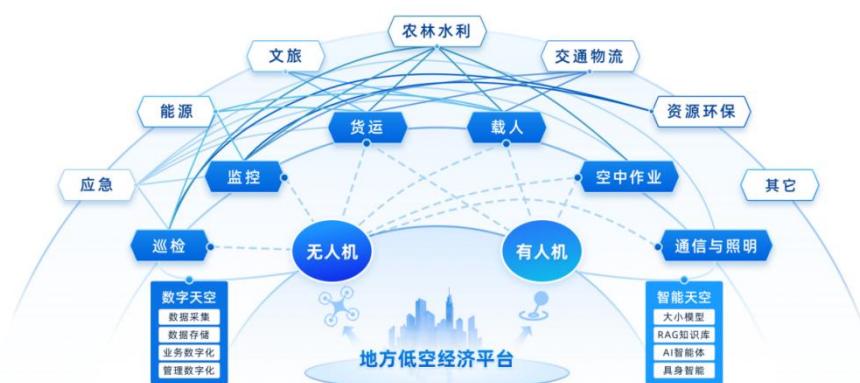 农林水利
文旅
交通物流
能源
资源环保
货运
载人
应急
监控
空中作业
其它
巡检
无人机
有人机
通信与照明
数字天空
数据采集
数据存储
业务数字化
管理数字化
智能天空
大小模型
RAG知识库
AI智能体
具身智能
地方低空经济平台